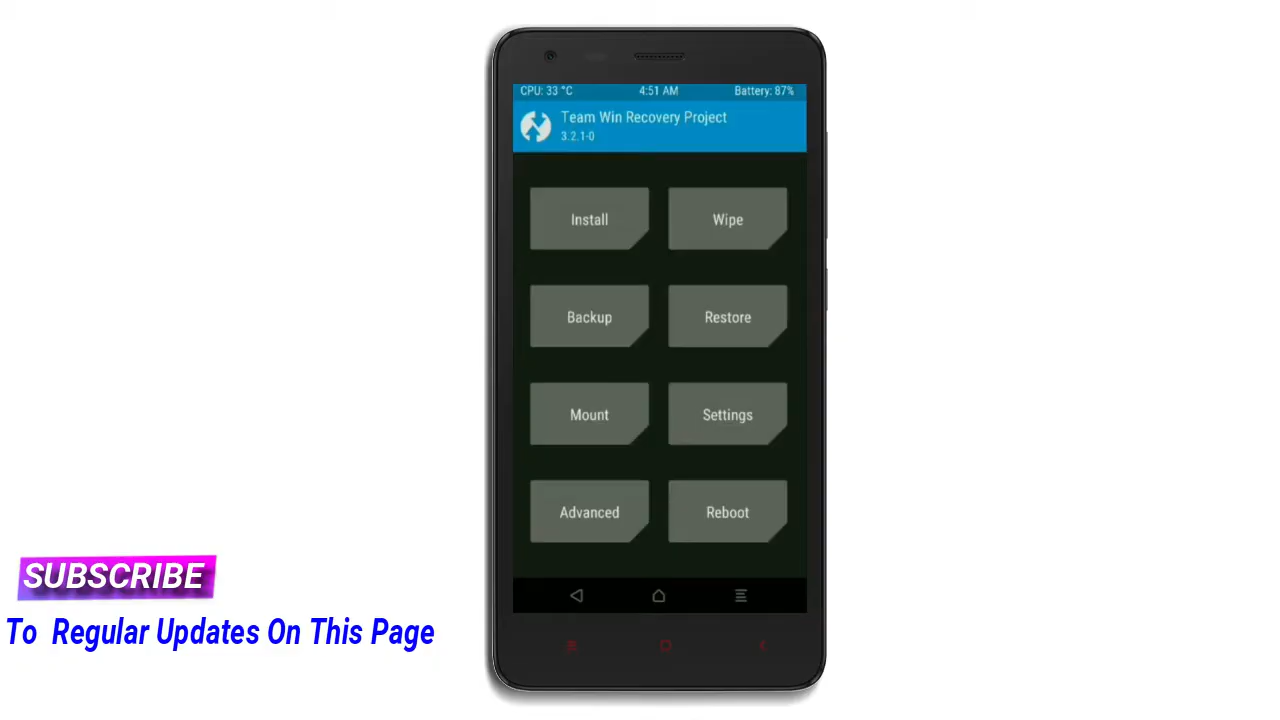 CPU: 33 °C 4:51 AM Battery: 87%
Team Win Recovery Project
3.2.1-0
Install Wipe
Backup Restore
Mount Settings
Advanced Reboot
SUBSCRIBE
To Regular Updates On This Page